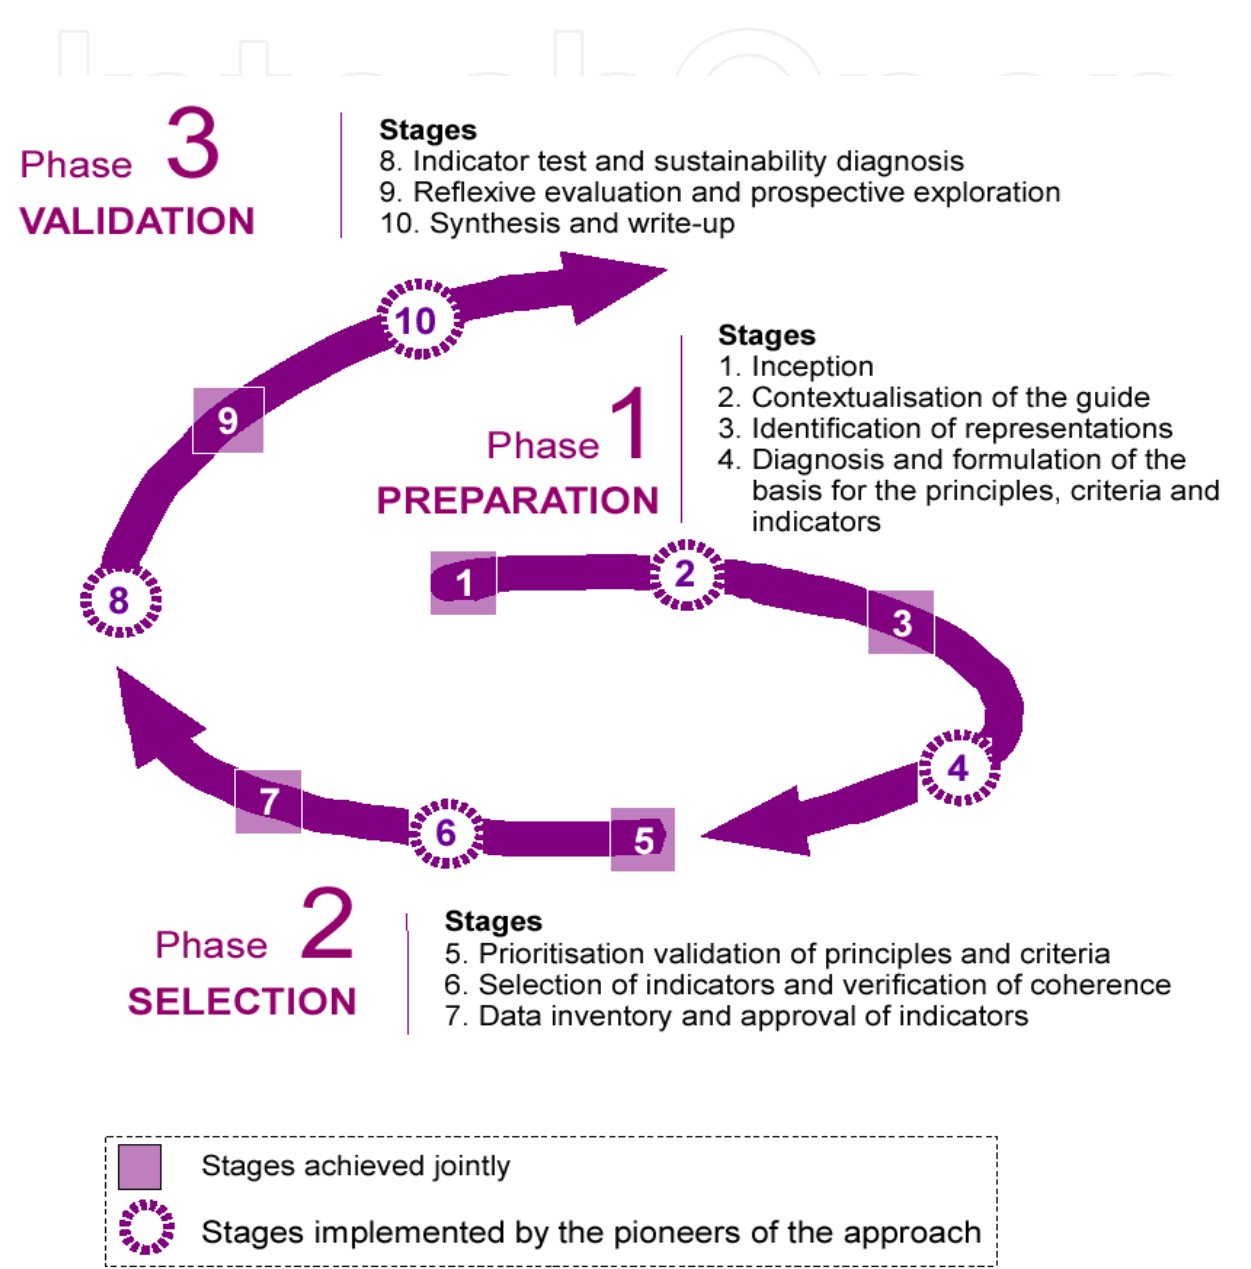 Phase 3
VALIDATION
Stages
8. Indicator test and sustainability diagnosis
9. Reflexive evaluation and prospective exploration
10. Synthesis and write-up
10
9
8
Phase 1
PREPARATION
Stages
1. Inception
2. Contextualisation of the guide
3. Identification of representations
4. Diagnosis and formulation of the
basis for the principles, criteria and
indicators
1
2
3
4
5
6
7
Phase 2
SELECTION
Stages
5. Prioritisation validation of principles and criteria
6. Selection of indicators and verification of coherence
7. Data inventory and approval of indicators
Stages achieved jointly
Stages implemented by the pioneers of the approach